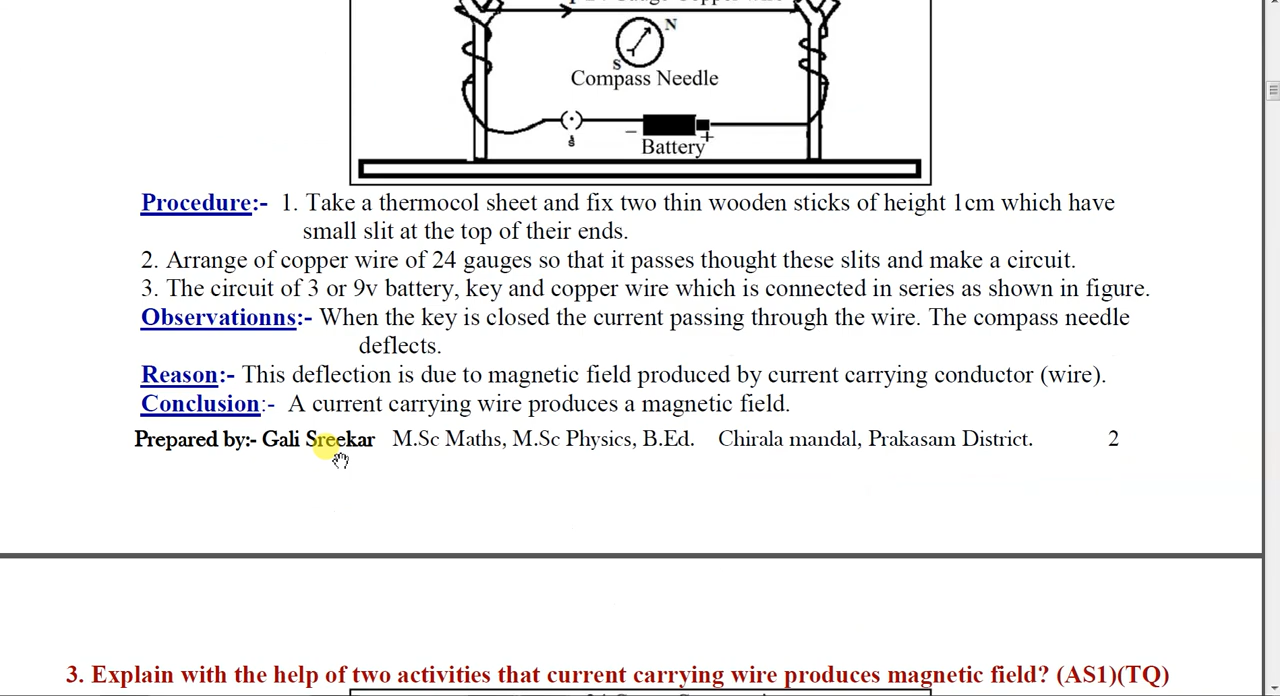 N
S
Compass Needle
– +
Battery
Procedure:- 1. Take a thermocol sheet and fix two thin wooden sticks of height 1cm which have
small slit at the top of their ends.
2. Arrange of copper wire of 24 gauges so that it passes thought these slits and make a circuit.
3. The circuit of 3 or 9v battery, key and copper wire which is connected in series as shown in figure.
Observationns:- When the key is closed the current passing through the wire. The compass needle
deflects.
Reason:- This deflection is due to magnetic field produced by current carrying conductor (wire).
Conclusion:- A current carrying wire produces a magnetic field.
Prepared by:- Gali Sreekar M.Sc Maths, M.Sc Physics, B.Ed. Chirala mandal, Prakasam District. 2
3. Explain with the help of two activities that current carrying wire produces magnetic field? (AS1)(TQ)